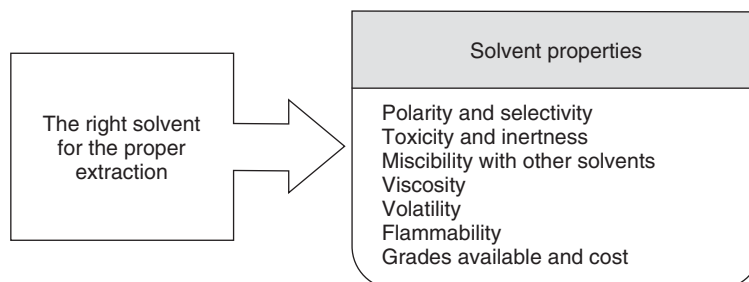 The right solvent
for the proper
extraction
Solvent properties
Polarity and selectivity
Toxicity and inertness
Miscibility with other solvents
Viscosity
Volatility
Flammability
Grades available and cost